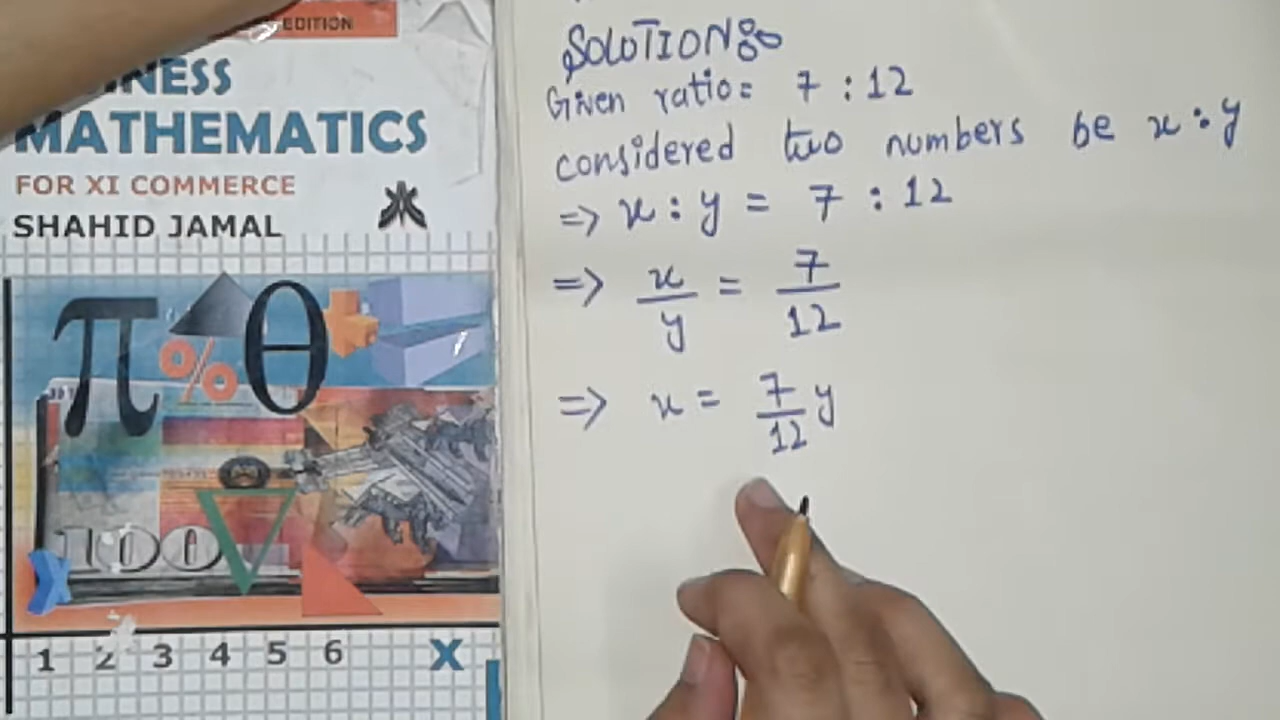 EDITION
MATHEMATICS
FOR XI COMMERCE
SHAHID JAMAL
π
%
θ
100
1 2 3 4 5 6 X
SOLUTION:
Given ratio= 7 : 12
considered two numbers be x : y
=> x : y = 7 : 12
=> x/y = 7/12
=> x = 7/12 y